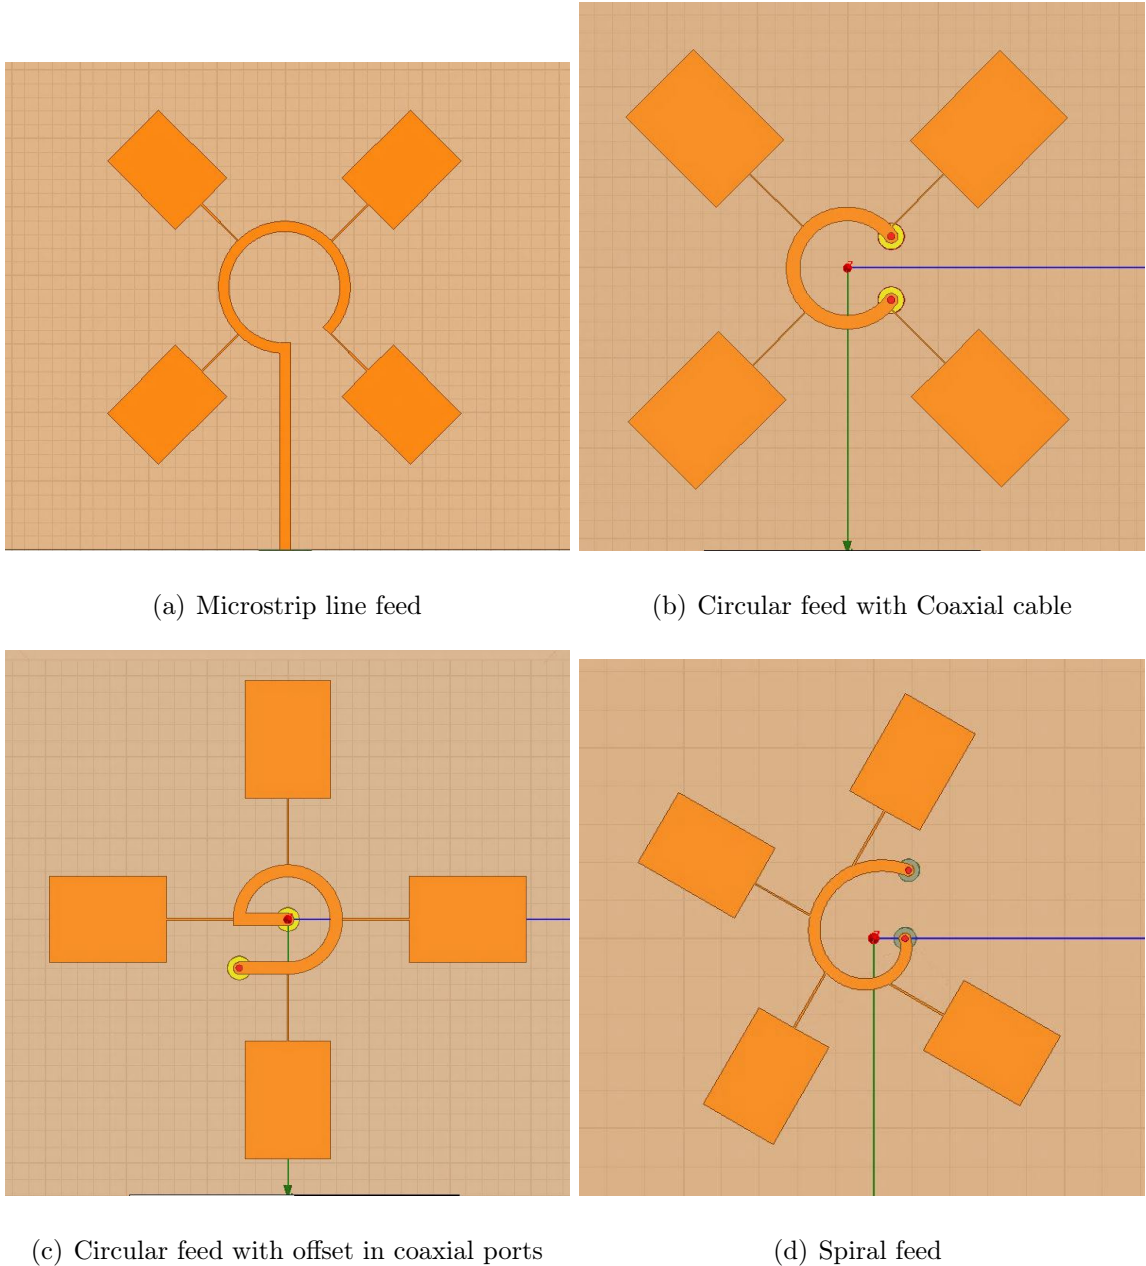 (a) Microstrip line feed
(b) Circular feed with Coaxial cable
(c) Circular feed with offset in coaxial ports
(d) Spiral feed